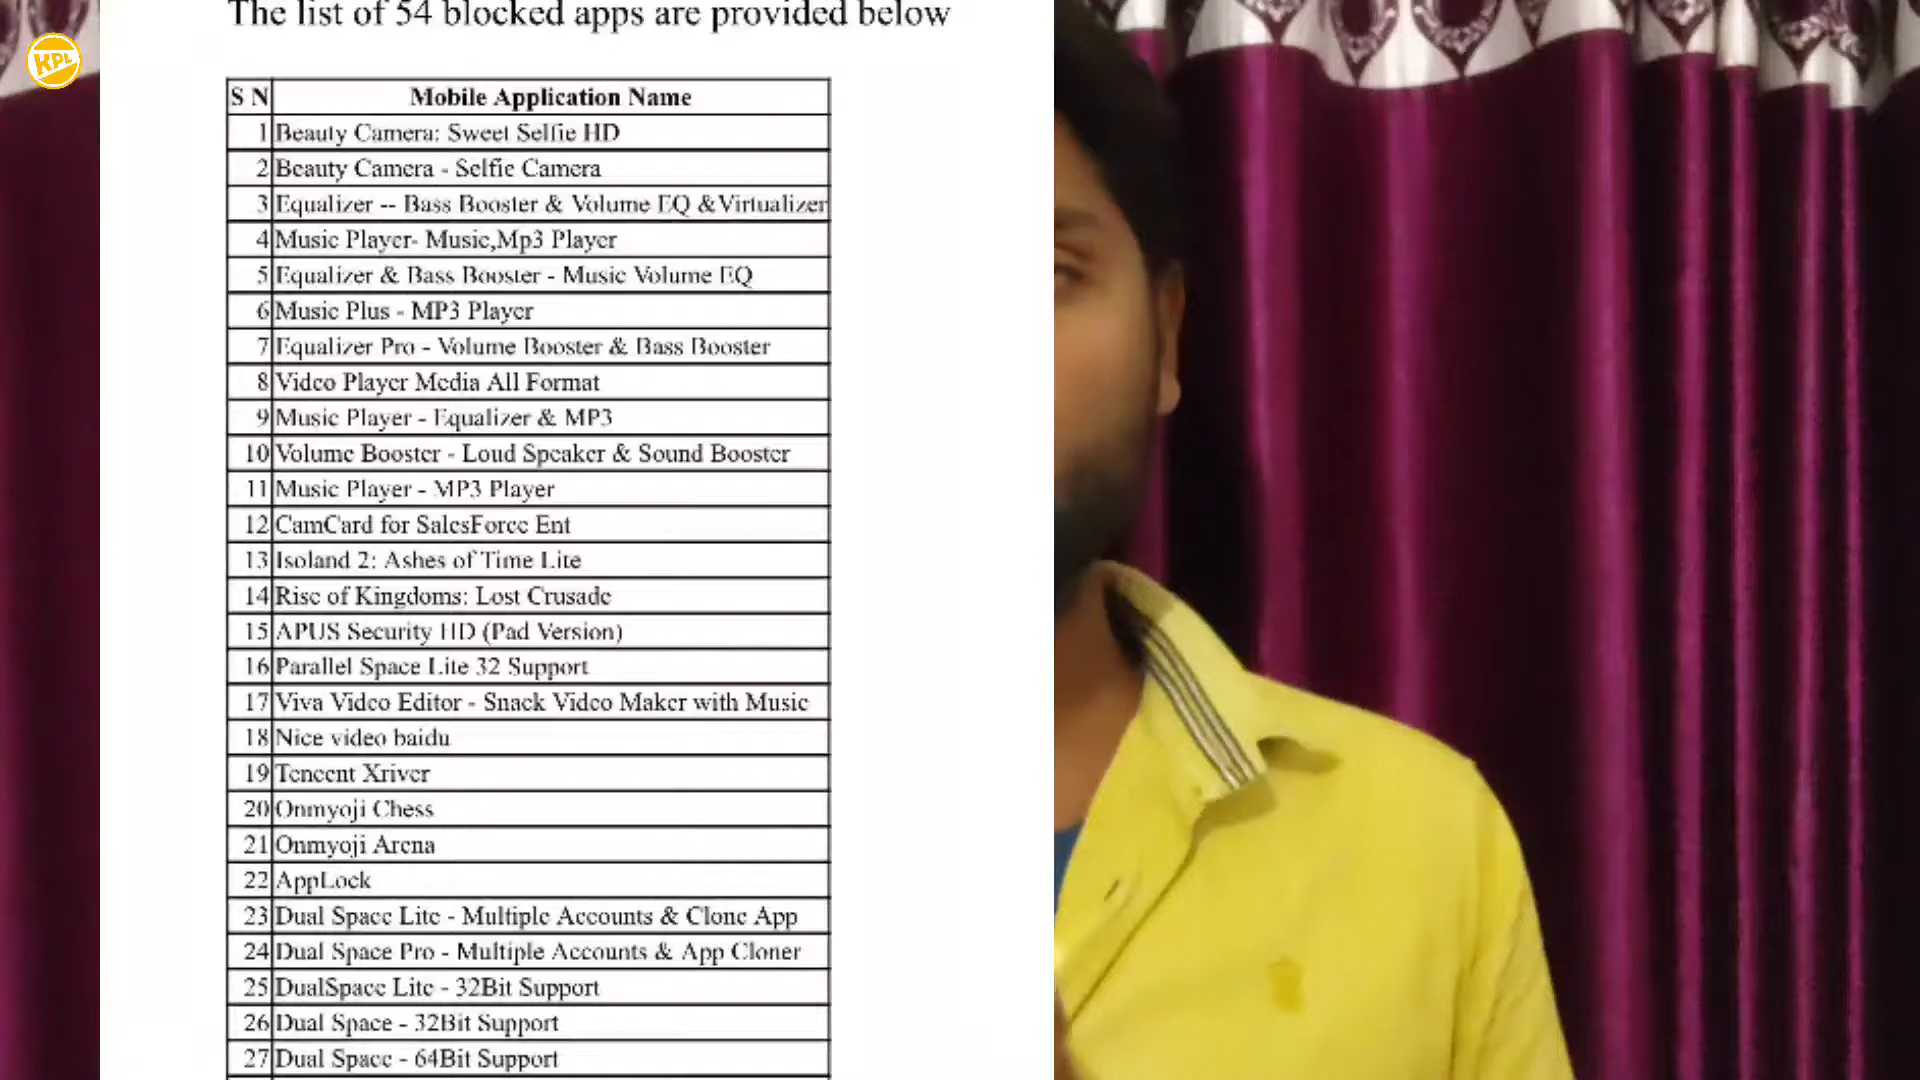 KPL
The list of 54 blocked apps are provided below
S N Mobile Application Name
1 Beauty Camera: Sweet Selfie HD
2 Beauty Camera - Selfie Camera
3 Equalizer -- Bass Booster & Volume EQ &Virtualizer
4 Music Player- Music,Mp3 Player
5 Equalizer & Bass Booster - Music Volume EQ
6 Music Plus - MP3 Player
7 Equalizer Pro - Volume Booster & Bass Booster
8 Video Player Media All Format
9 Music Player - Equalizer & MP3
10 Volume Booster - Loud Speaker & Sound Booster
11 Music Player - MP3 Player
12 CamCard for SalesForce Ent
13 Isoland 2: Ashes of Time Lite
14 Rise of Kingdoms: Lost Crusade
15 APUS Security HD (Pad Version)
16 Parallel Space Lite 32 Support
17 Viva Video Editor - Snack Video Maker with Music
18 Nice video baidu
19 Tencent Xriver
20 Onmyoji Chess
21 Onmyoji Arena
22 AppLock
23 Dual Space Lite - Multiple Accounts & Clone App
24 Dual Space Pro - Multiple Accounts & App Cloner
25 DualSpace Lite - 32Bit Support
26 Dual Space - 32Bit Support
27 Dual Space - 64Bit Support